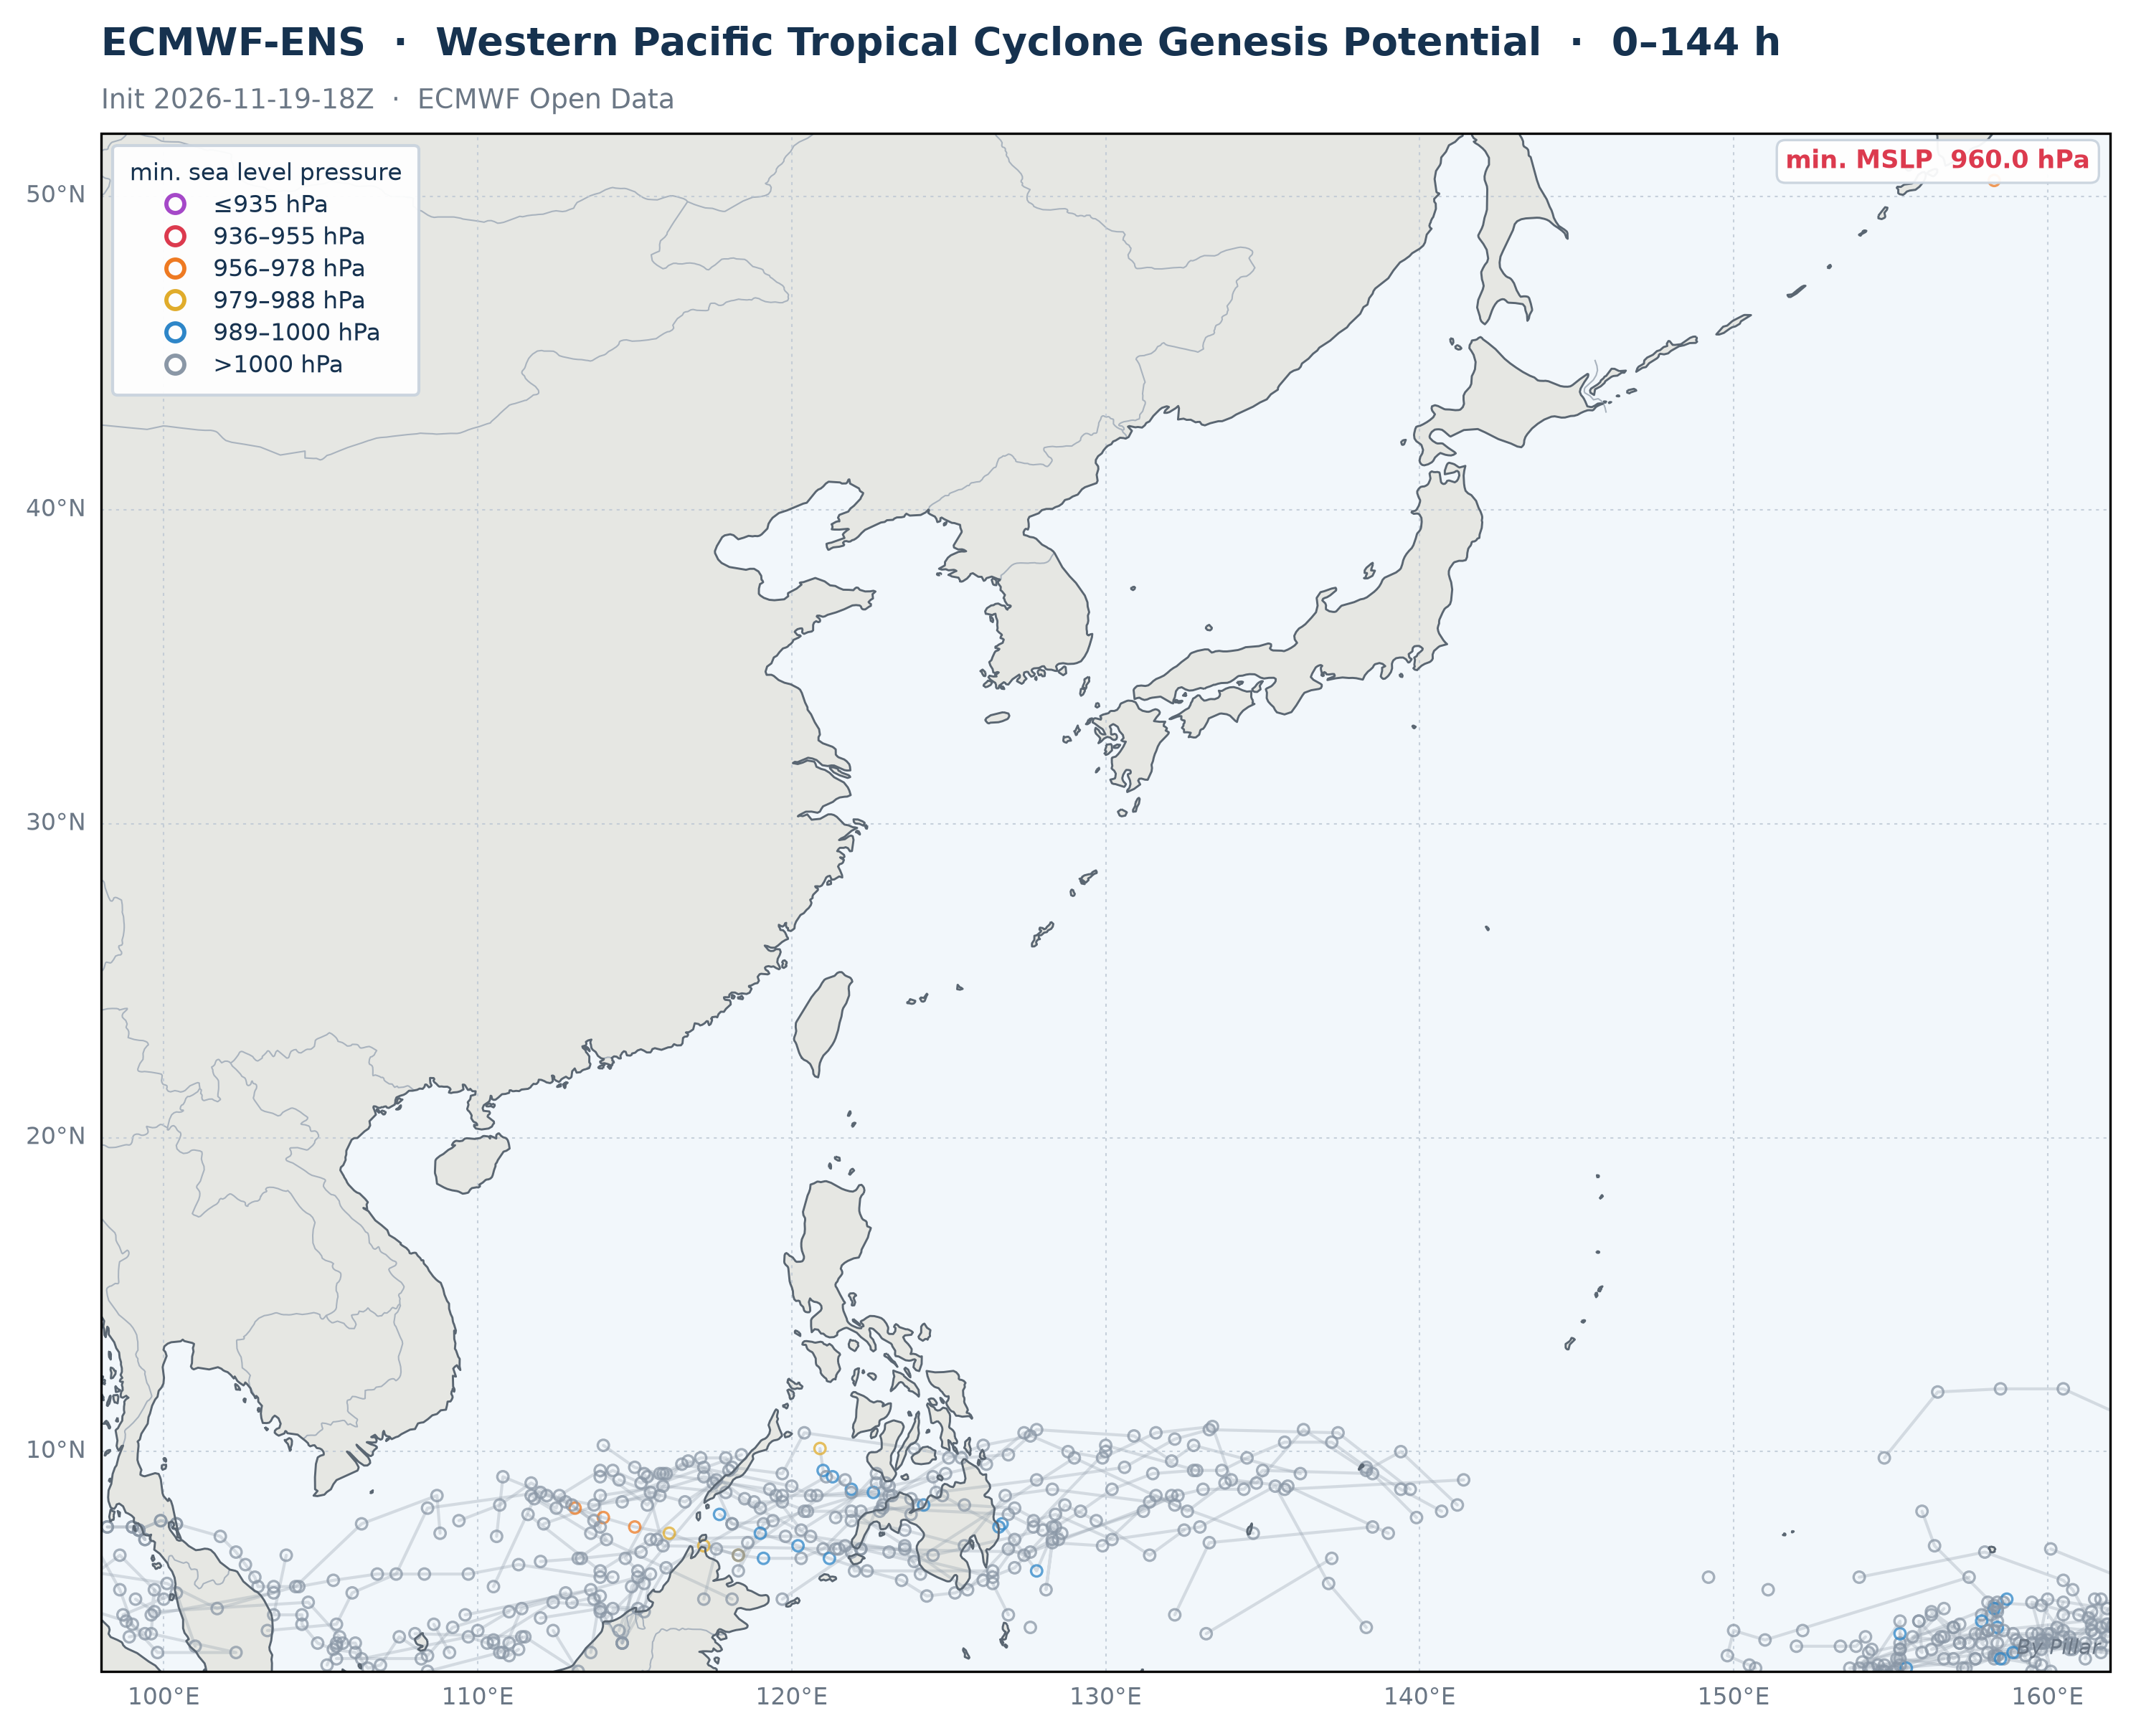 ECMWF-ENS · Western Pacific Tropical Cyclone Genesis Potential · 0–144 h
Init 2026-11-19-18Z · ECMWF Open Data
min. sea level pressure
≤935 hPa
936–955 hPa
956–978 hPa
979–988 hPa
989–1000 hPa
>1000 hPa
min. MSLP 960.0 hPa
50°N
40°N
30°N
20°N
10°N
By Pillar
100°E
110°E
120°E
130°E
140°E
150°E
160°E